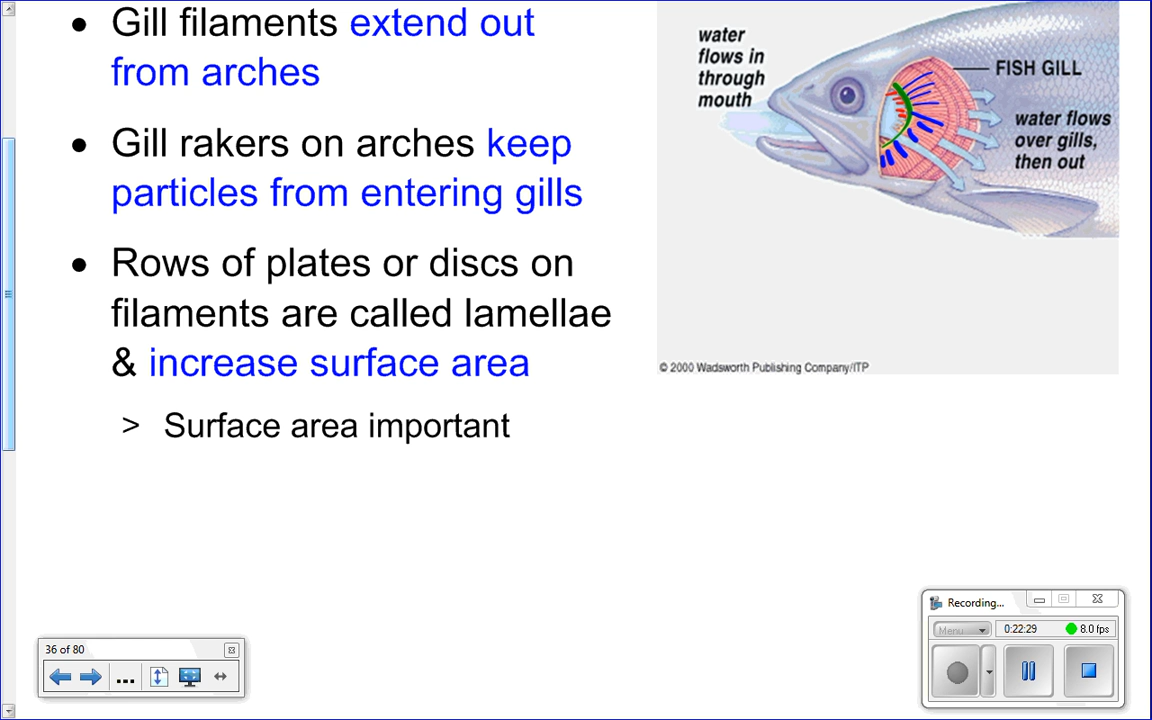 • Gill filaments extend out
from arches
• Gill rakers on arches keep
particles from entering gills
• Rows of plates or discs on
filaments are called lamellae
& increase surface area
> Surface area important
water
flows in
through
mouth
FISH GILL
water flows
over gills,
then out
© 2000 Wadsworth Publishing Company/ITP
36 of 80
...
Recording...
Menu
0:22:29
8.0 fps